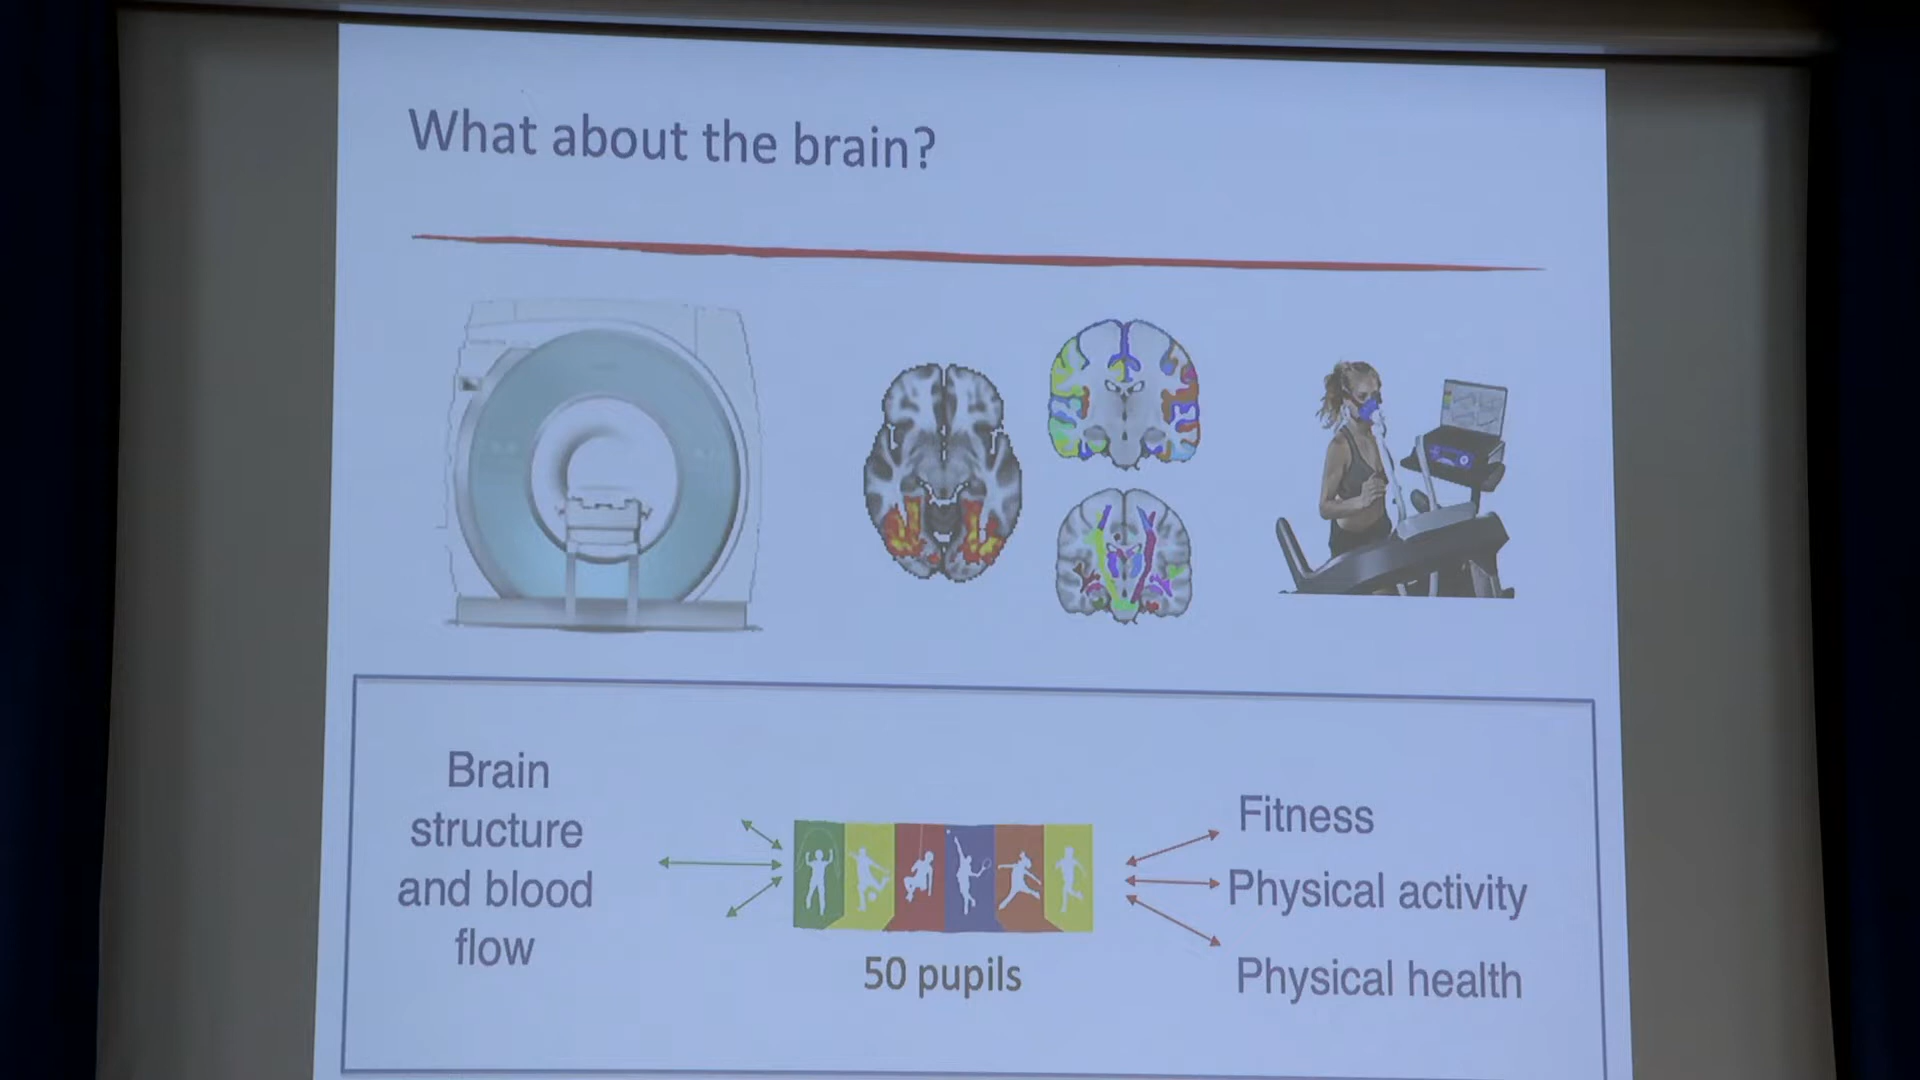 What about the brain?
Brain
structure
and blood
flow
50 pupils
Fitness
Physical activity
Physical health